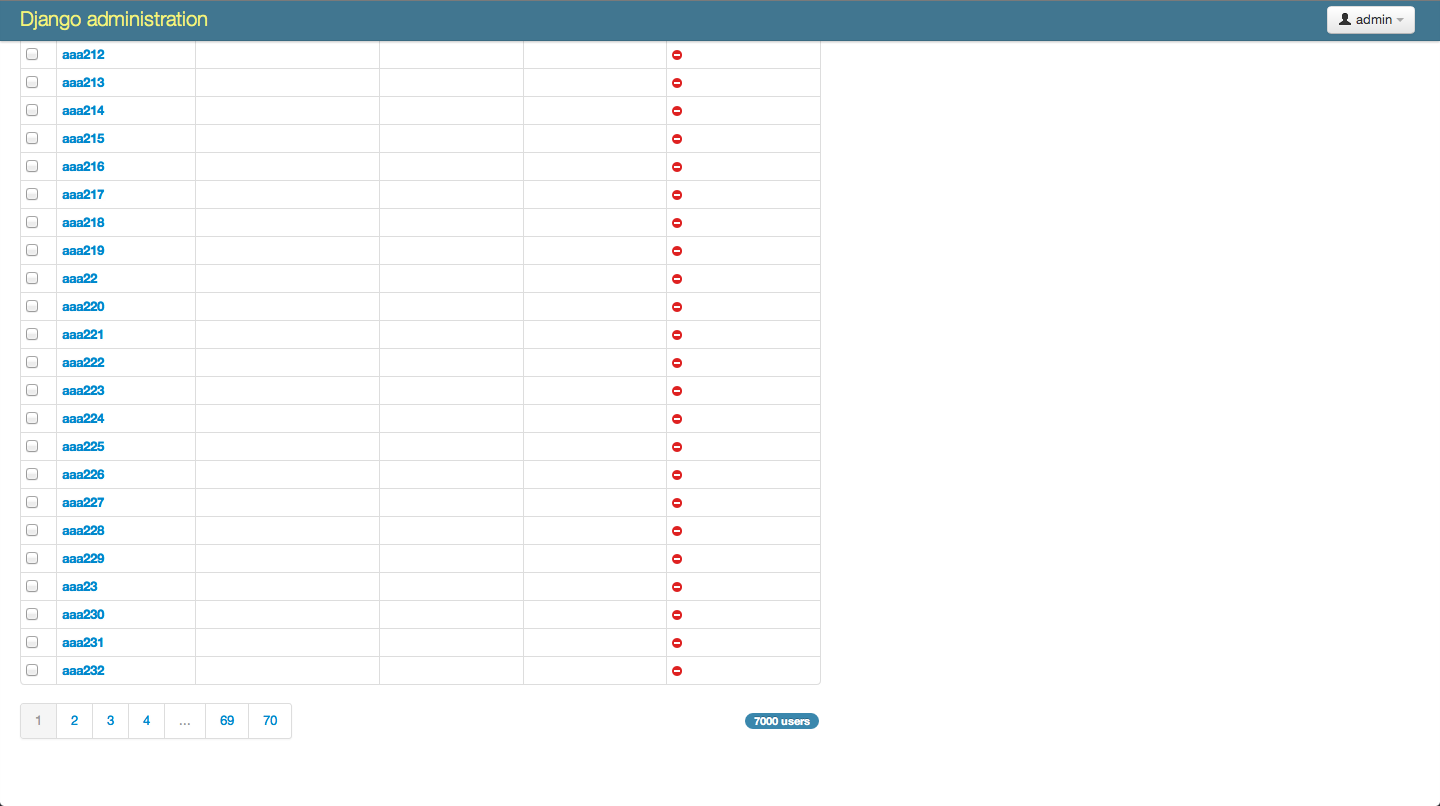 Django administration
admin
aaa212
aaa213
aaa214
aaa215
aaa216
aaa217
aaa218
aaa219
aaa22
aaa220
aaa221
aaa222
aaa223
aaa224
aaa225
aaa226
aaa227
aaa228
aaa229
aaa23
aaa230
aaa231
aaa232
1 2 3 4 ... 69 70
7000 users